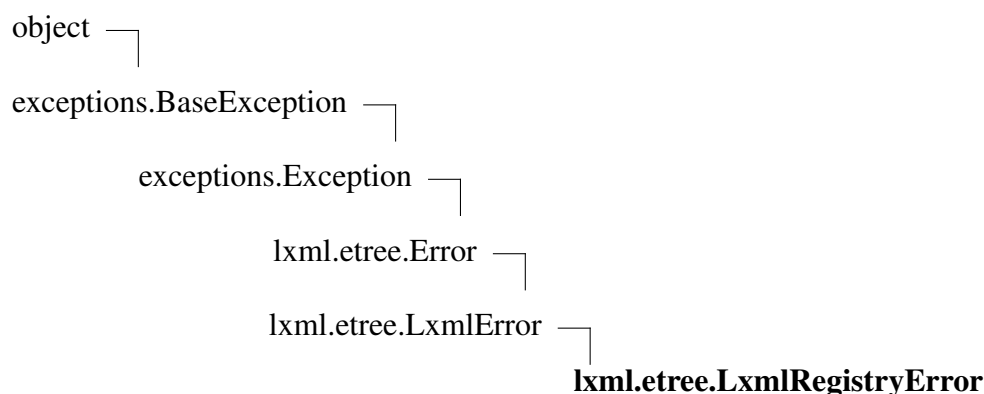 object
exceptions.BaseException
exceptions.Exception
lxml.etree.Error
lxml.etree.LxmlError
lxml.etree.LxmlRegistryError